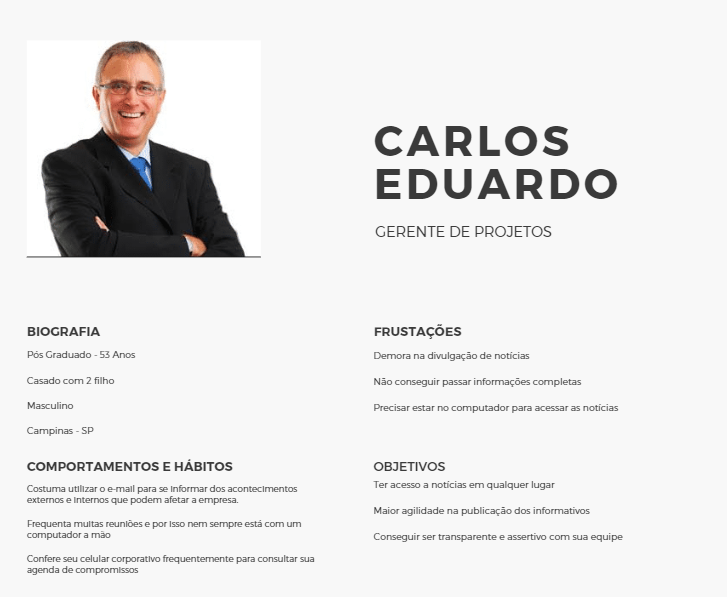 CARLOS
EDUARDO
GERENTE DE PROJETOS
BIOGRAFIA
Pós Graduado - 53 Anos
Casado com 2 filho
Masculino
Campinas - SP
FRUSTAÇÕES
Demora na divulgação de notícias
Não conseguir passar informações completas
Precisar estar no computador para acessar as notícias
COMPORTAMENTOS E HÁBITOS
Costuma utilizar o e-mail para se informar dos acontecimentos
externos e internos que podem afetar a empresa.
Frequenta muitas reuniões e por isso nem sempre está com um
computador a mão
Confere seu celular corporativo frequentemente para consultar sua
agenda de compromissos
OBJETIVOS
Ter acesso a notícias em qualquer lugar
Maior agilidade na publicação dos informativos
Conseguir ser transparente e assertivo com sua equipe